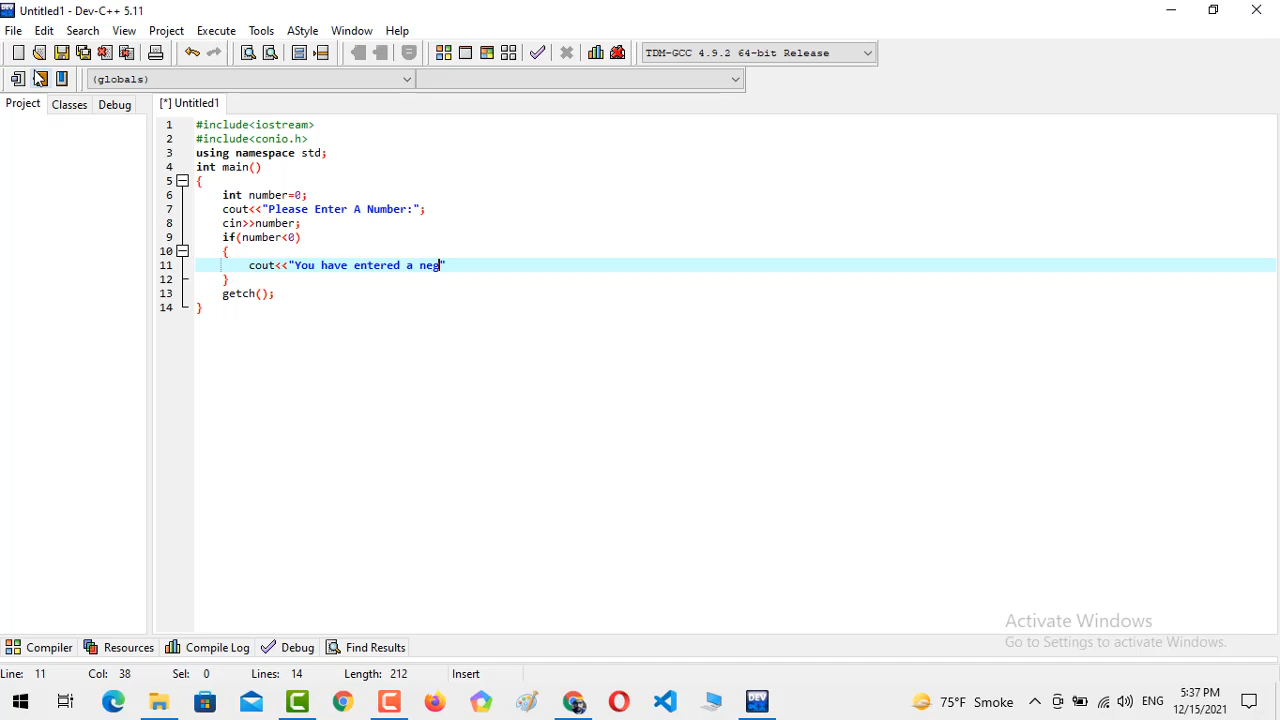 Untitled1 - Dev-C++ 5.11
File Edit Search View Project Execute Tools AStyle Window Help
TDM-GCC 4.9.2 64-bit Release
(globals)
Project Classes Debug [*] Untitled1
1 #include<iostream>
2 #include<conio.h>
3 using namespace std;
4 int main()
5 {
6 int number=0;
7 cout<<"Please Enter A Number:";
8 cin>>number;
9 if(number<0)
10 {
11 cout<<"You have entered a neg"
12 }
13 getch();
14 }
Activate Windows
Go to Settings to activate Windows.
Compiler Resources Compile Log Debug Find Results
Line: 11 Col: 38 Sel: 0 Lines: 14 Length: 212 Insert
DEV
75°F Smoke ENG 5:37 PM
12/15/2021